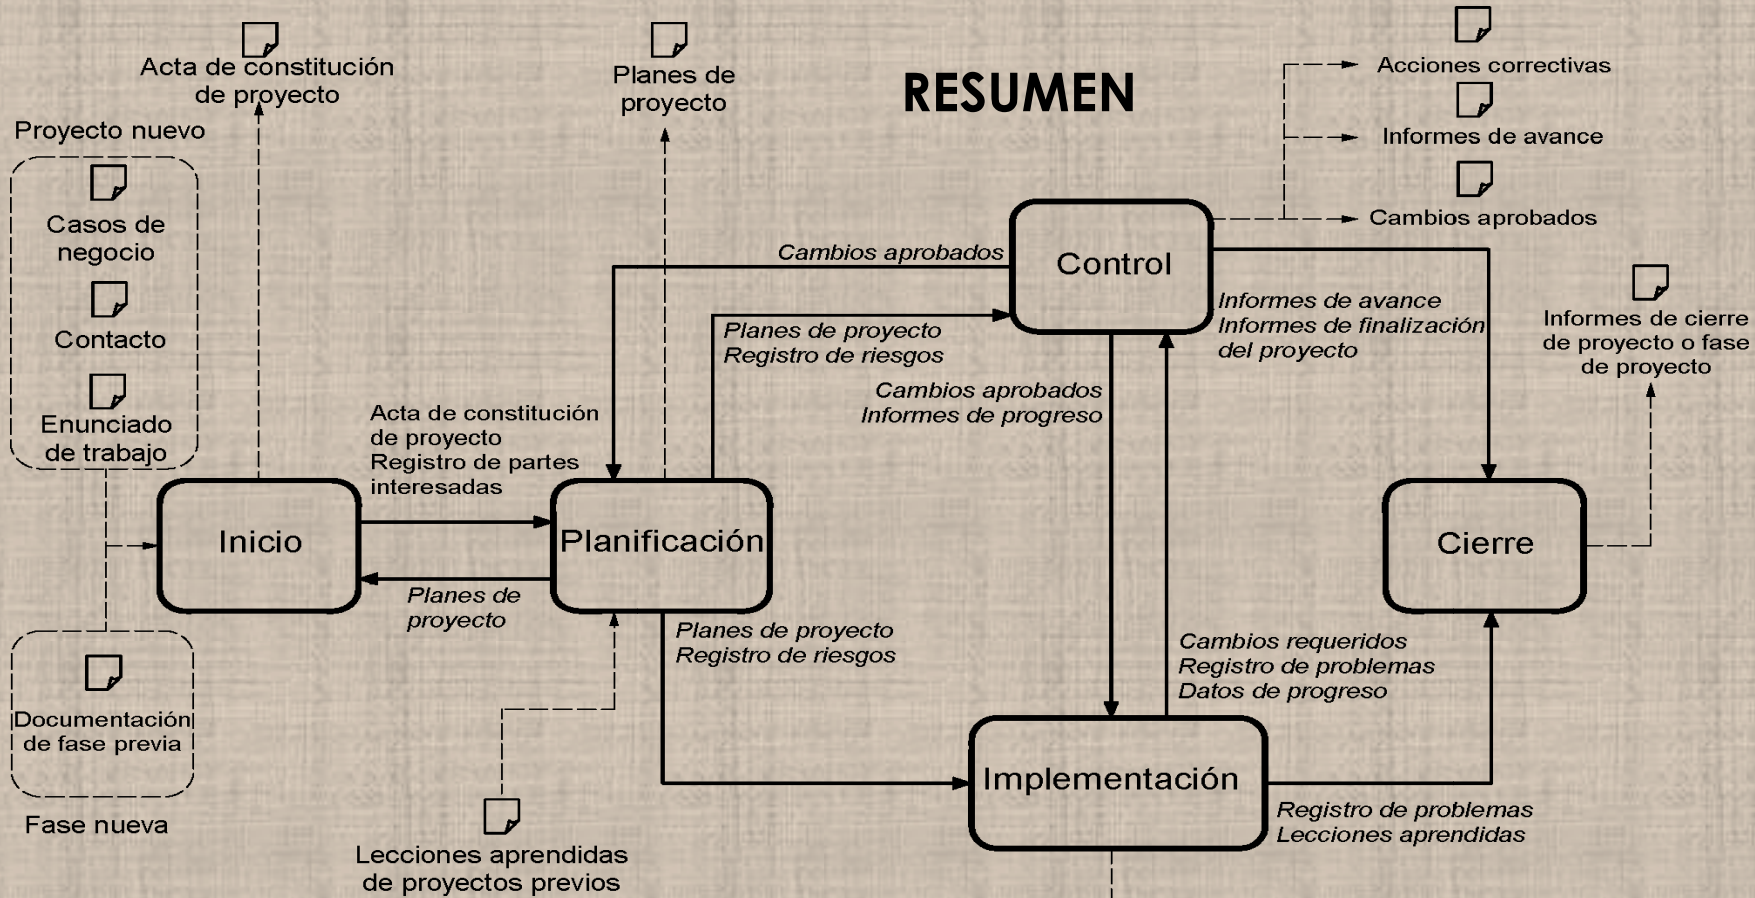 RESUMEN
Acta de constitución
de proyecto
Planes de
proyecto
Acciones correctivas
Informes de avance
Cambios aprobados
Proyecto nuevo
Casos de
negocio
Contacto
Enunciado
de trabajo
Cambios aprobados
Control
Planes de proyecto
Registro de riesgos
Informes de avance
Informes de finalización
del proyecto
Informes de cierre
de proyecto o fase
de proyecto
Cambios aprobados
Informes de progreso
Acta de constitución
de proyecto
Registro de partes
interesadas
Inicio
Planificación
Cierre
Planes de
proyecto
Planes de proyecto
Registro de riesgos
Cambios requeridos
Registro de problemas
Datos de progreso
Documentación
de fase previa
Fase nueva
Implementación
Registro de problemas
Lecciones aprendidas
Lecciones aprendidas
de proyectos previos